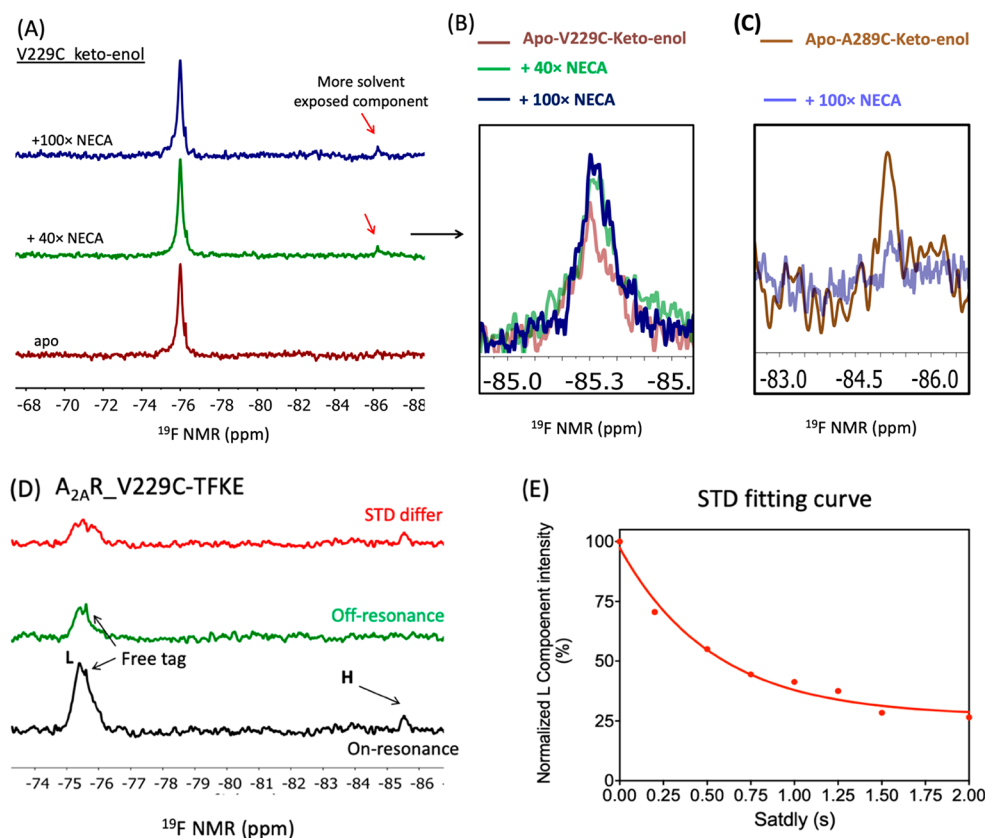 (A)
V229C keto-enol
More solvent
exposed component
+100× NECA
+ 40× NECA
apo
-68 -70 -72 -74 -76 -78 -80 -82 -84 -86 -88
19F NMR (ppm)
(B)
Apo-V229C-Keto-enol
+ 40× NECA
+ 100× NECA
-85.0 -85.3 -85.
19F NMR (ppm)
(C)
Apo-A289C-Keto-enol
+ 100× NECA
-83.0 -84.5 -86.0
19F NMR (ppm)
(D) A2AR_V229C-TFKE
STD differ
Off-resonance
L Free tag
H
On-resonance
-74 -75 -76 -77 -78 -79 -80 -81 -82 -83 -84 -85 -86
19F NMR (ppm)
(E)
STD fitting curve
Normalized L Compoenent intensity
(%)
100
75
50
25
0
0.00 0.25 0.50 0.75 1.00 1.25 1.50 1.75 2.00
Satdly (s)